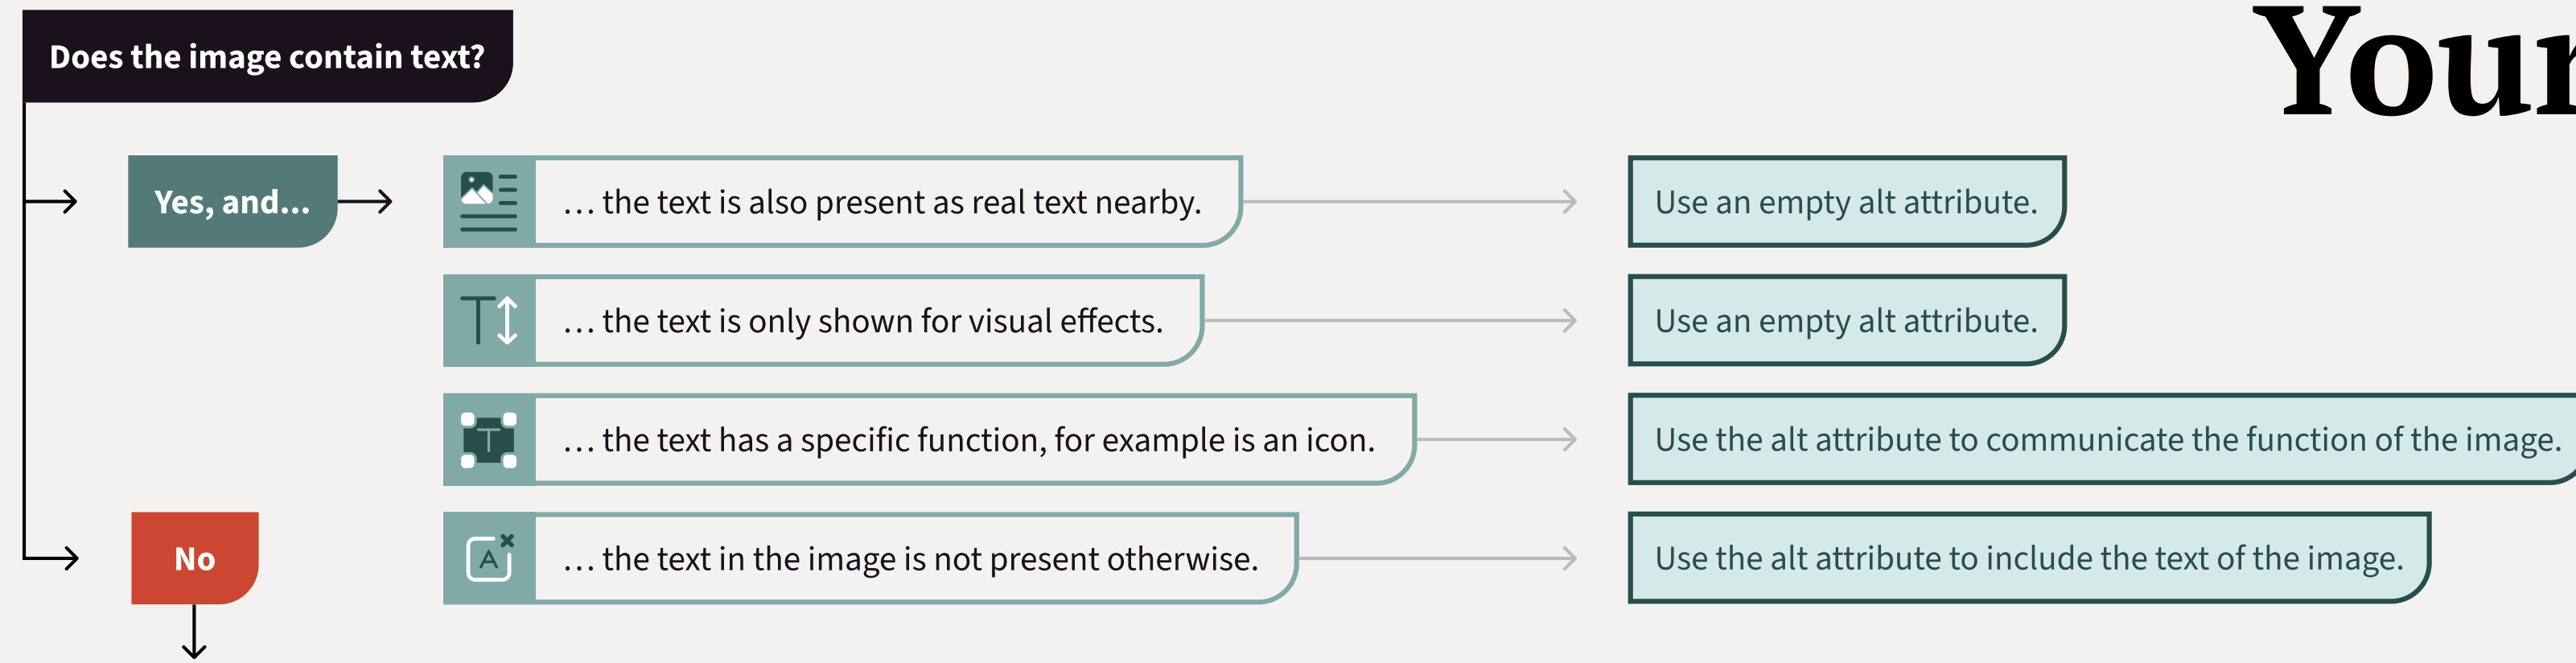 Does the image contain text?
Your
Yes, and...
… the text is also present as real text nearby.
Use an empty alt attribute.
… the text is only shown for visual effects.
Use an empty alt attribute.
… the text has a specific function, for example is an icon.
Use the alt attribute to communicate the function of the image.
No
… the text in the image is not present otherwise.
Use the alt attribute to include the text of the image.